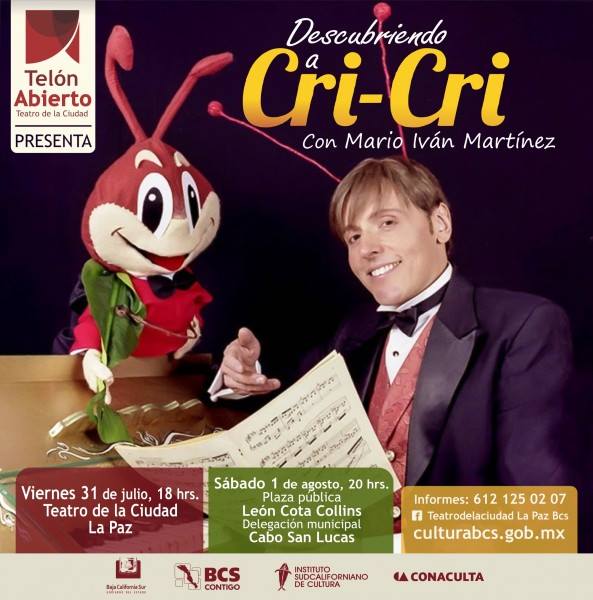 Telón
Abierto
Teatro de la Ciudad
PRESENTA
Descubriendo
a
Cri-Cri
Con Mario Iván Martínez
Viernes 31 de julio, 18 hrs.
Teatro de la Ciudad
La Paz
Sábado 1 de agosto, 20 hrs.
Plaza pública
León Cota Collins
Delegación municipal
Cabo San Lucas
Informes: 612 125 02 07
Teatrodelaciudad La Paz Bcs
culturabcs.gob.mx
Baja California Sur
GOBIERNO DEL ESTADO
BCS
CONTIGO
INSTITUTO
SUDCALIFORNIANO
DE CULTURA
CONACULTA